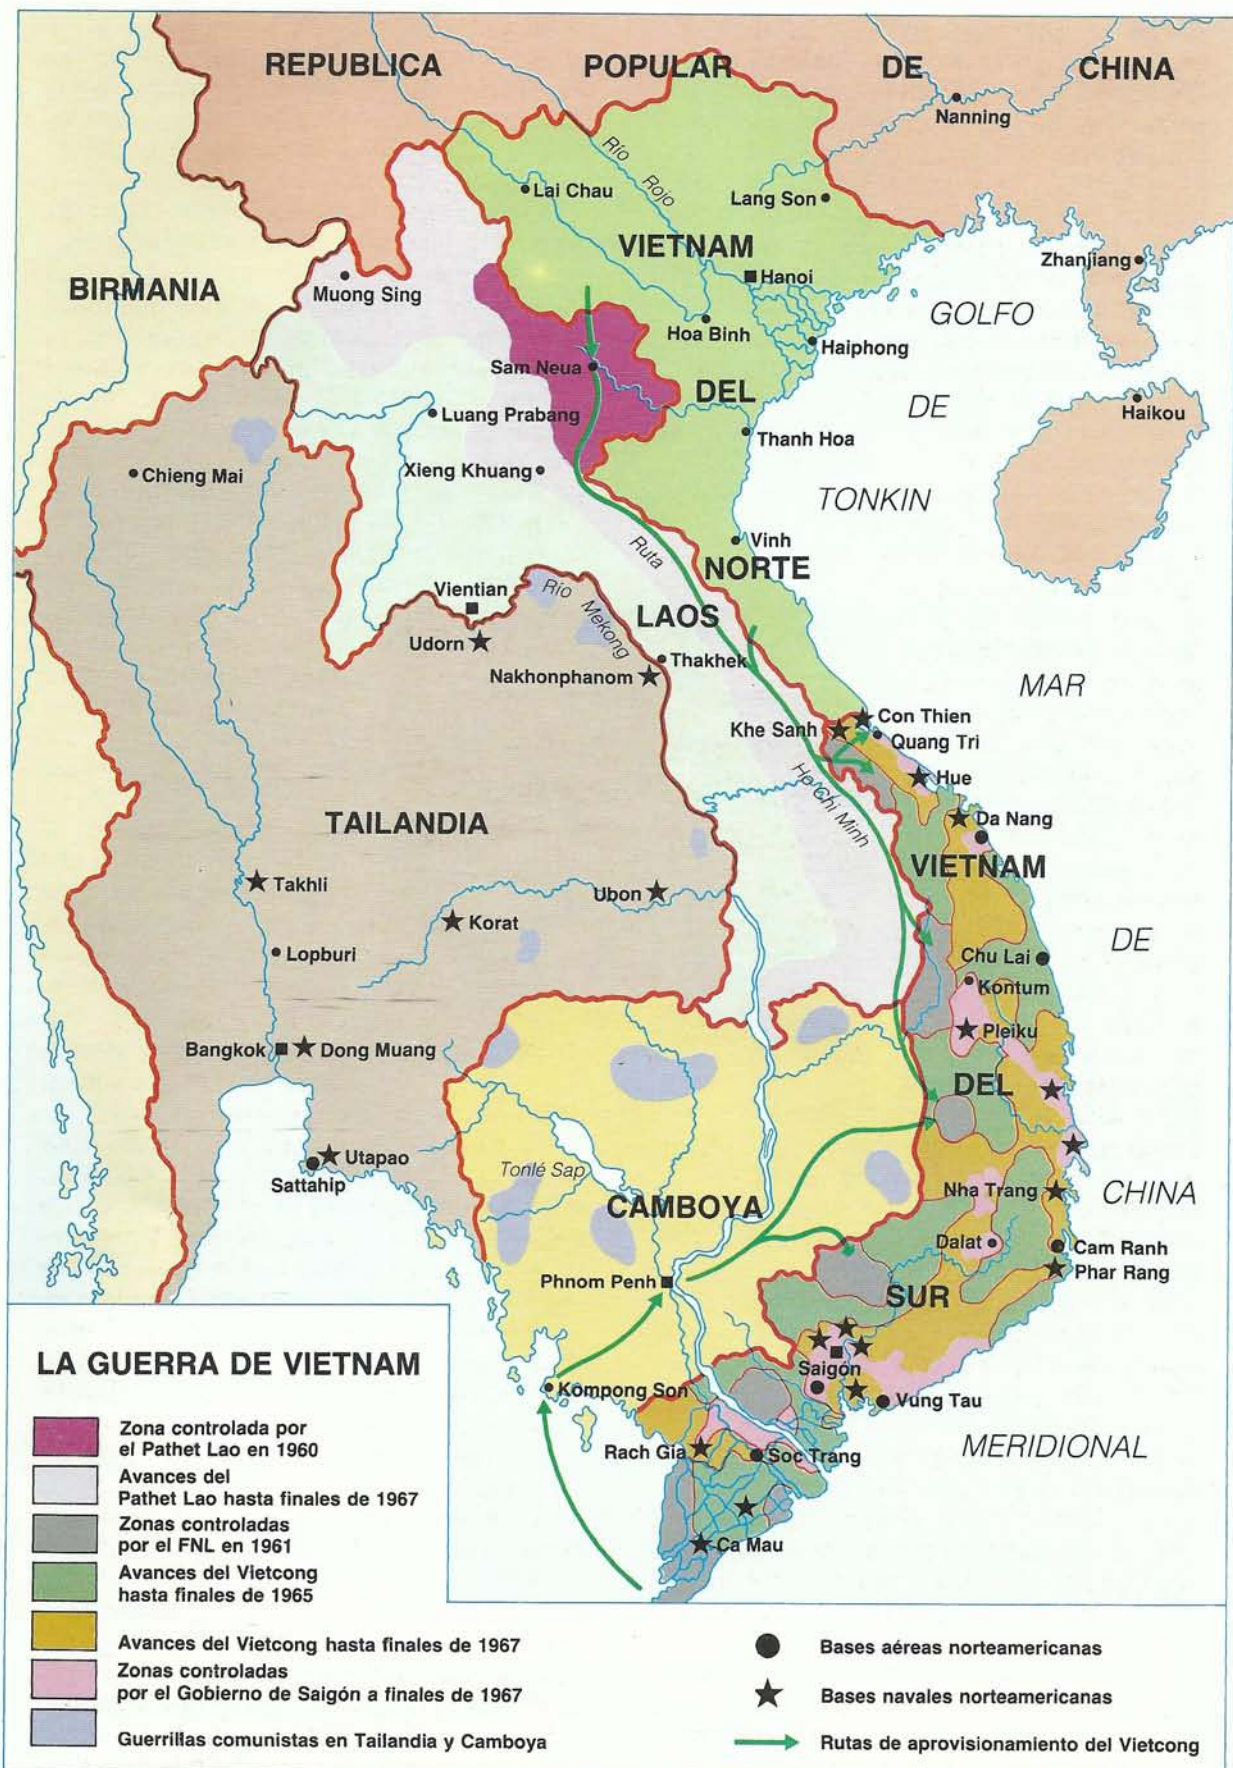 REPUBLICA POPULAR DE CHINA
Nanning
Río Rojo
Lai Chau
Lang Son
VIETNAM
Zhanjiang
Hanoi
BIRMANIA
Muong Sing
GOLFO
Hoa Binh
Haiphong
Sam Neua
DEL
DE
Haikou
Luang Prabang
Thanh Hoa
Chieng Mai
Xieng Khuang
TONKIN
Ruta
Vinh
NORTE
Vientian
Río Mekong
LAOS
Udorn
Thakhek
Nakhonphanom
MAR
Con Thien
Khe Sanh
Quang Tri
Ho Chi Minh
Hue
TAILANDIA
Da Nang
VIETNAM
Takhli
Ubon
Korat
DE
Lopburi
Chu Lai
Kontum
Pleiku
Bangkok
Dong Muang
DEL
Utapao
Sattahip
Tonlé Sap
CAMBOYA
Nha Trang
CHINA
Dalat
Cam Ranh
Phnom Penh
Phar Rang
SUR
Saigón
Kompong Son
Vung Tau
Rach Gia
Soc Trang
MERIDIONAL
Ca Mau
LA GUERRA DE VIETNAM
Zona controlada por
el Pathet Lao en 1960
Avances del
Pathet Lao hasta finales de 1967
Zonas controladas
por el FNL en 1961
Avances del Vietcong
hasta finales de 1965
Avances del Vietcong hasta finales de 1967
Zonas controladas
por el Gobierno de Saigón a finales de 1967
Guerrillas comunistas en Tailandia y Camboya
Bases aéreas norteamericanas
Bases navales norteamericanas
Rutas de aprovisionamiento del Vietcong